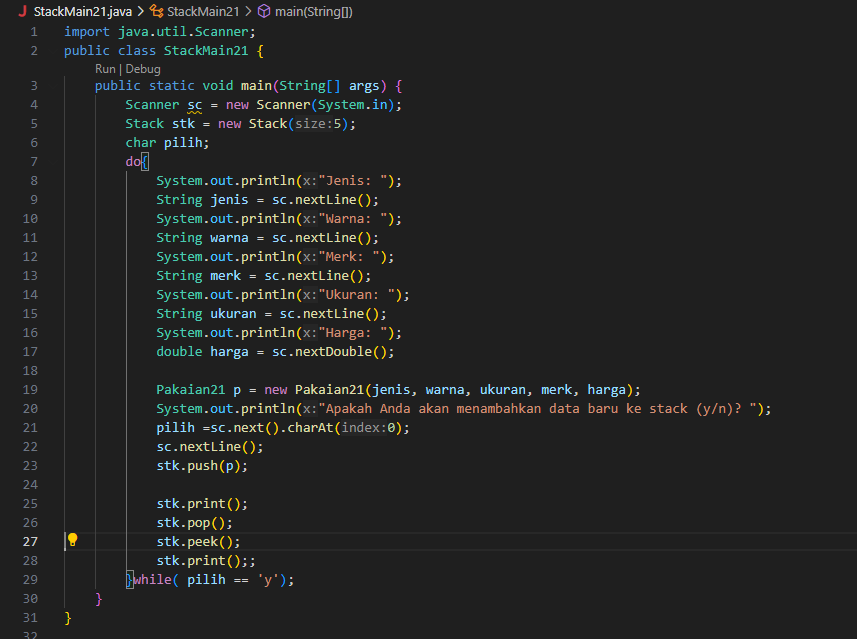 J StackMain21.java > StackMain21 > main(String[])
1 import java.util.Scanner;
2 public class StackMain21 {
Run | Debug
3 public static void main(String[] args) {
4 Scanner sc = new Scanner(System.in);
5 Stack stk = new Stack(size:5);
6 char pilih;
7 do{
8 System.out.println(x:"Jenis: ");
9 String jenis = sc.nextLine();
10 System.out.println(x:"Warna: ");
11 String warna = sc.nextLine();
12 System.out.println(x:"Merk: ");
13 String merk = sc.nextLine();
14 System.out.println(x:"Ukuran: ");
15 String ukuran = sc.nextLine();
16 System.out.println(x:"Harga: ");
17 double harga = sc.nextDouble();
18
19 Pakaian21 p = new Pakaian21(jenis, warna, ukuran, merk, harga);
20 System.out.println(x:"Apakah Anda akan menambahkan data baru ke stack (y/n)? ");
21 pilih =sc.next().charAt(index:0);
22 sc.nextLine();
23 stk.push(p);
24
25 stk.print();
26 stk.pop();
27 stk.peek();
28 stk.print();;
29 }while( pilih == 'y');
30 }
31 }
32